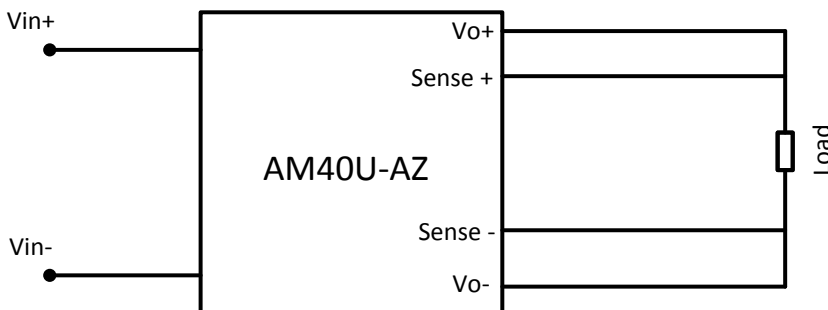 Vin+
Vo+
Sense +
AM40U-AZ
Load
Sense -
Vin-
Vo-